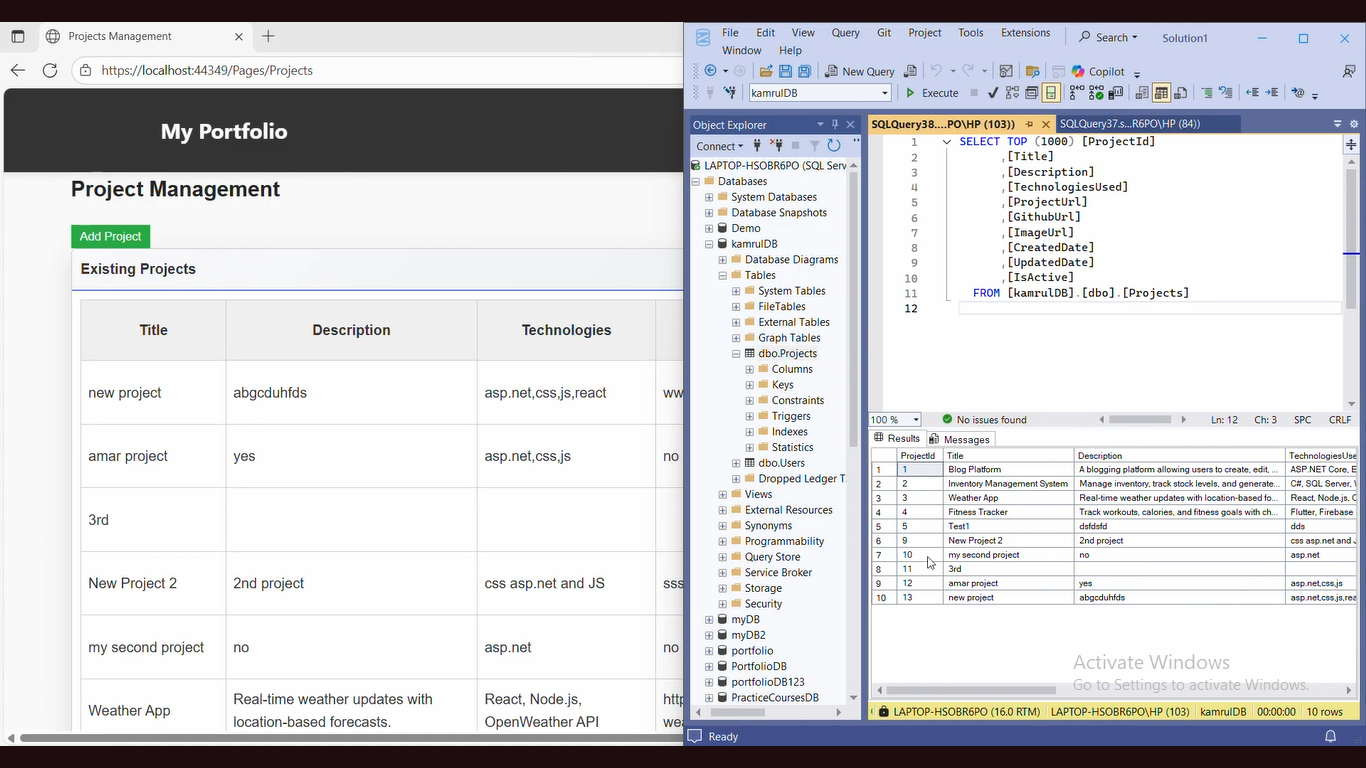 Projects Management
https://localhost:44349/Pages/Projects
My Portfolio
Project Management
Add Project
Existing Projects
Title Description Technologies
new project abgcduhfds asp.net,css,js,react ww
amar project yes asp.net,css,js no
3rd
New Project 2 2nd project css asp.net and JS sss
my second project no asp.net no
Weather App Real-time weather updates with location-based forecasts. React, Node.js, OpenWeather API
File Edit View Query Git Project Tools Extensions Search Solution1
Window Help
New Query Copilot
kamrulDB Execute
Object Explorer
Connect
LAPTOP-HSOBR6PO (SQL Serv
Databases
System Databases
Database Snapshots
Demo
kamrulDB
Database Diagrams
Tables
System Tables
FileTables
External Tables
Graph Tables
dbo.Projects
Columns
Keys
Constraints
Triggers
Indexes
Statistics
dbo.Users
Dropped Ledger T
Views
External Resources
Synonyms
Programmability
Query Store
Service Broker
Storage
Security
myDB
myDB2
portfolio
PortfolioDB
portfolioDB123
PracticeCoursesDB
SQLQuery38....PO\HP (103)) SQLQuery37.s...R6PO\HP (84))
1 SELECT TOP (1000) [ProjectId]
2 ,[Title]
3 ,[Description]
4 ,[TechnologiesUsed]
5 ,[ProjectUrl]
6 ,[GithubUrl]
7 ,[ImageUrl]
8 ,[CreatedDate]
9 ,[UpdatedDate]
10 ,[IsActive]
11 FROM [kamrulDB].[dbo].[Projects]
12
100 % No issues found Ln: 12 Ch: 3 SPC CRLF
Results Messages
ProjectId Title Description TechnologiesUse
1 1 Blog Platform A blogging platform allowing users to create, edit, ... ASP.NET Core, E
2 2 Inventory Management System Manage inventory, track stock levels, and generate... C#, SQL Server,
3 3 Weather App Real-time weather updates with location-based fo... React, Node.js, C
4 4 Fitness Tracker Track workouts, calories, and fitness goals with ch... Flutter, Firebase
5 5 Test1 dsfdsfd dds
6 9 New Project 2 2nd project css asp.net and
7 10 my second project no asp.net
8 11 3rd
9 12 amar project yes asp.net,css,js
10 13 new project abgcduhfds asp.net,css,js,rea
Activate Windows
Go to Settings to activate Windows.
LAPTOP-HSOBR6PO (16.0 RTM) LAPTOP-HSOBR6PO\HP (103) kamrulDB 00:00:00 10 rows
Ready